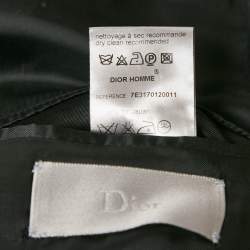 nettoyage à sec recommandé
dry clean recommended
DIOR HOMME
REFERENCE 7E3170120011
Dior